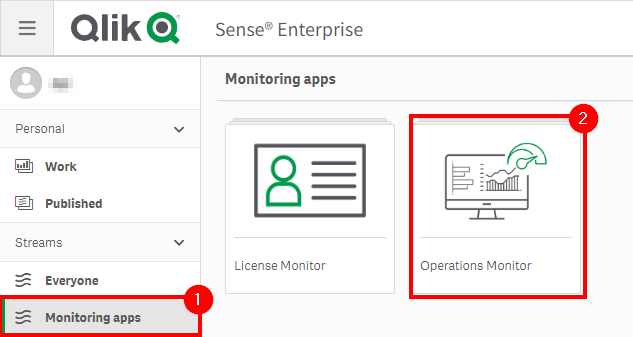 Qlik Q Sense® Enterprise
Personal
Work
Published
Streams
Everyone
Monitoring apps
1
Monitoring apps
2
License Monitor
Operations Monitor